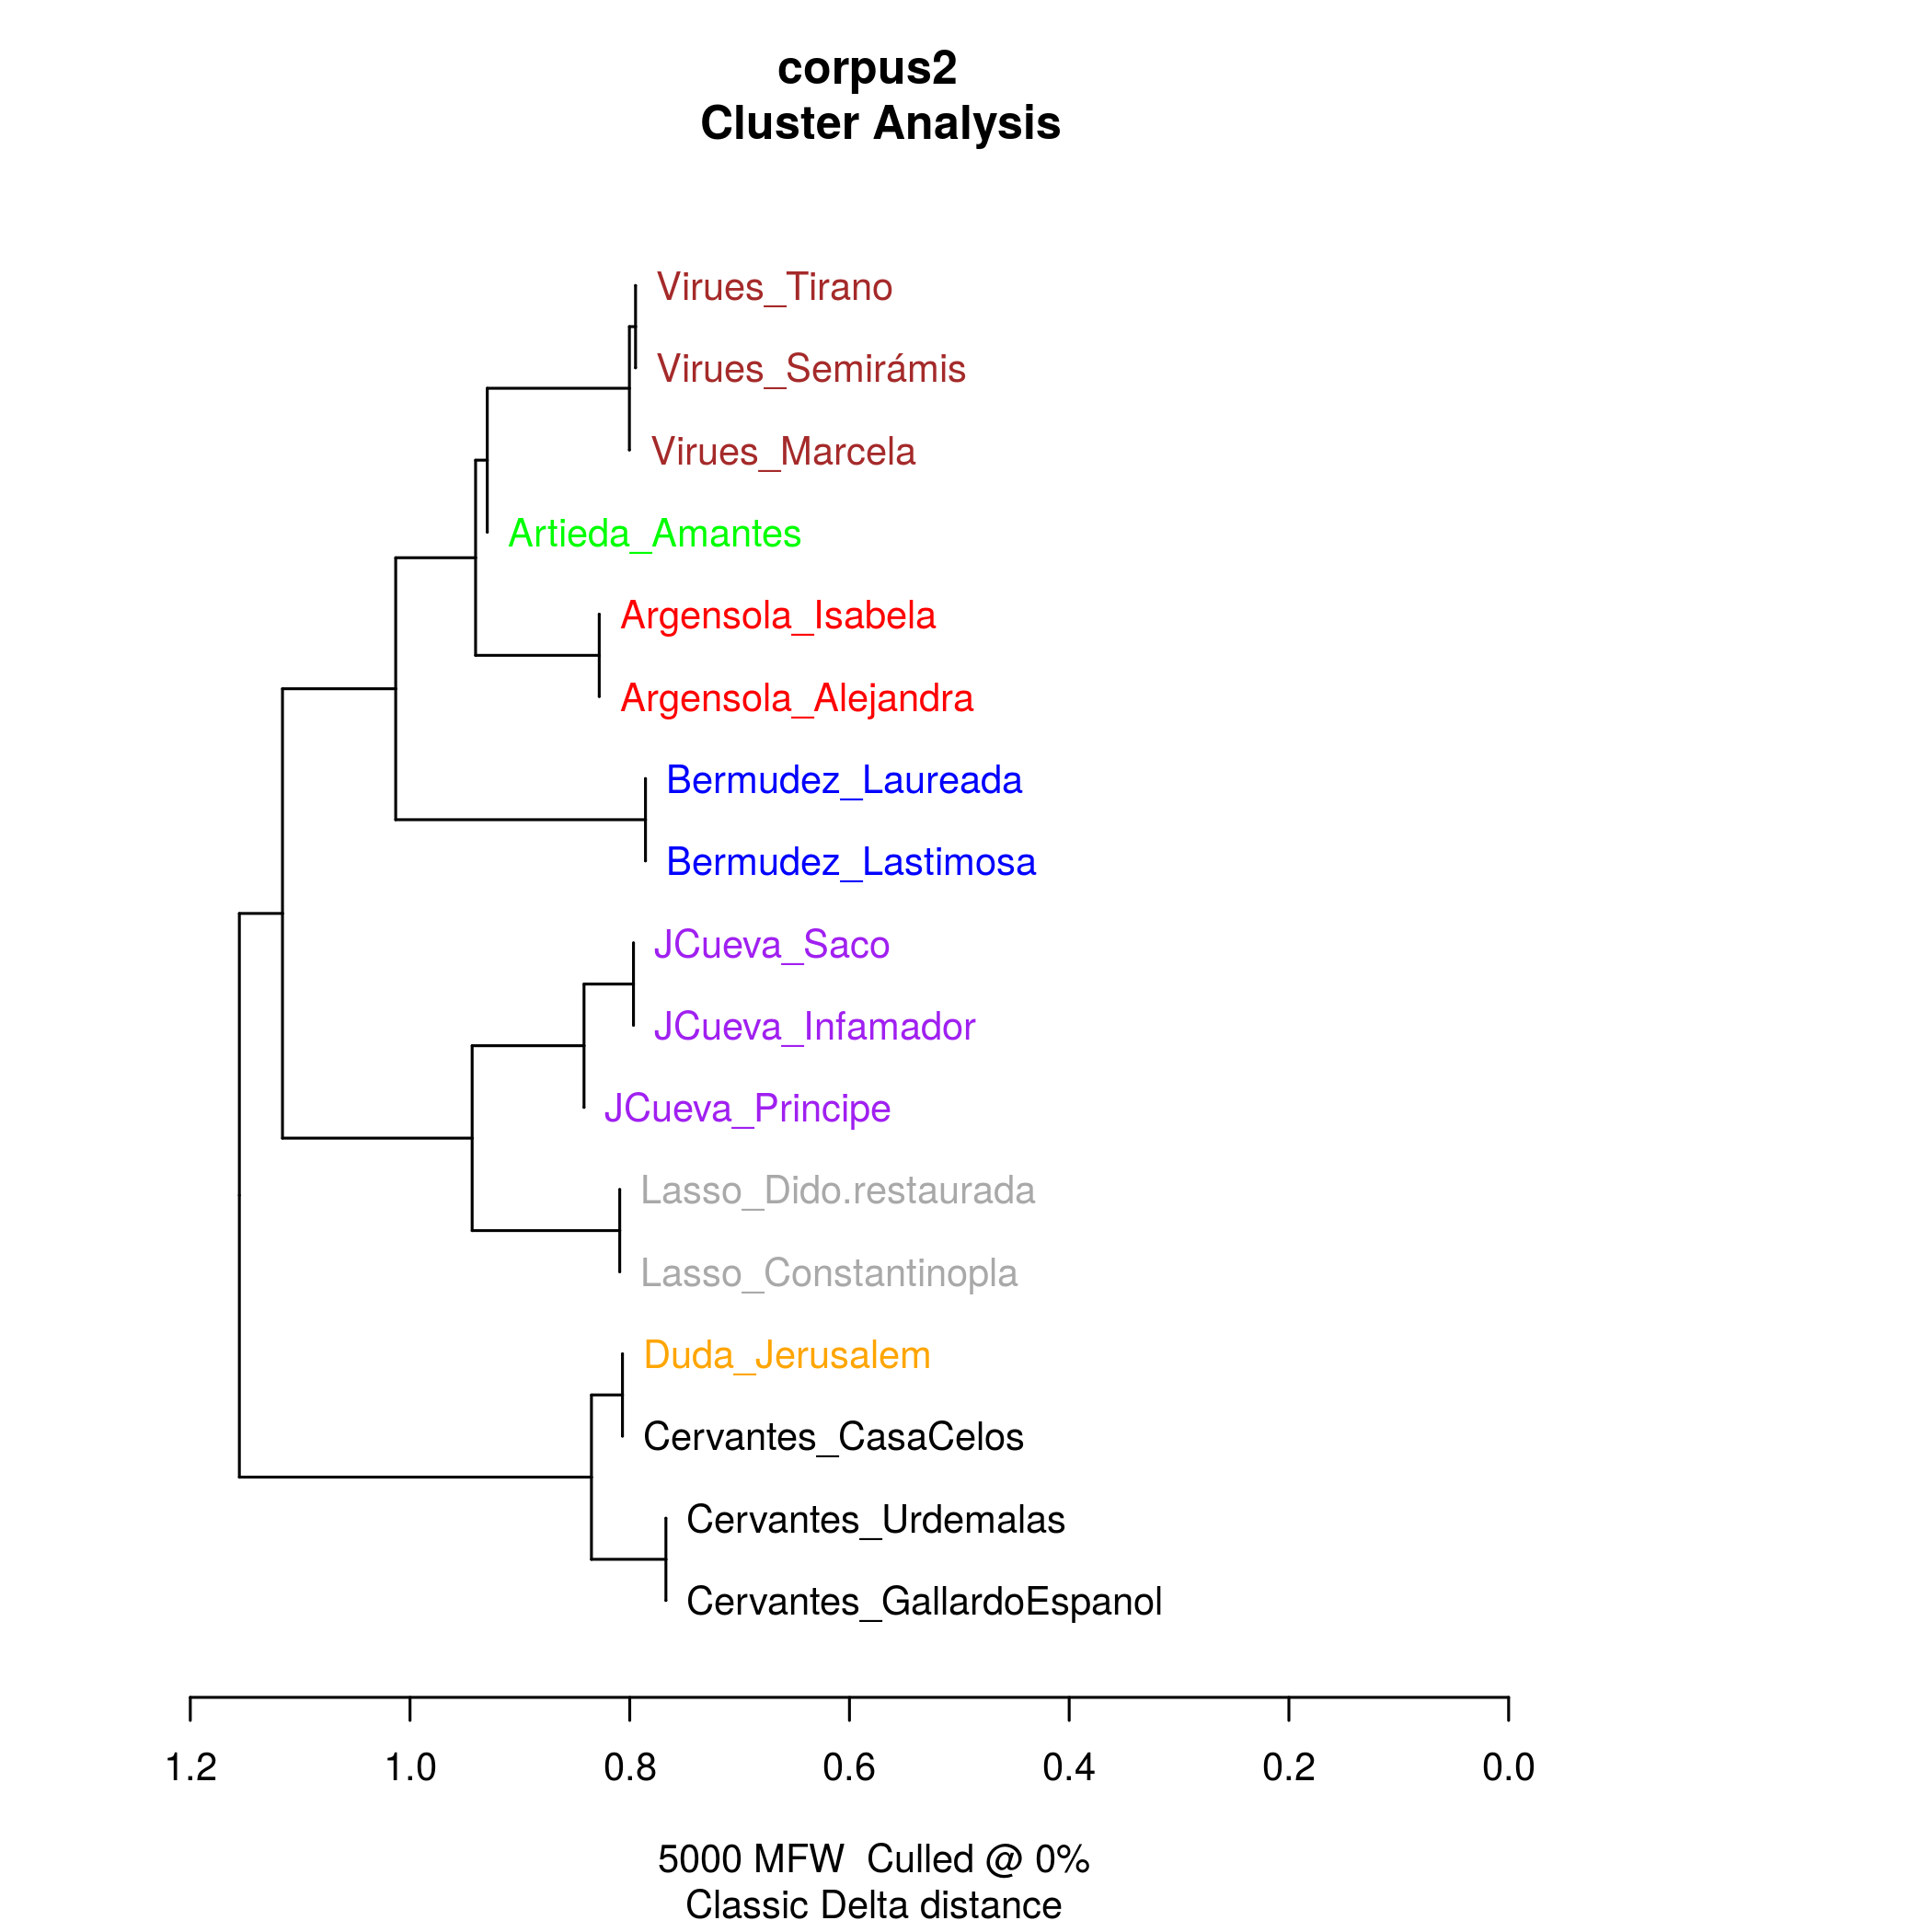 corpus2
Cluster Analysis
Virues_Tirano
Virues_Semirámis
Virues_Marcela
Artieda_Amantes
Argensola_Isabela
Argensola_Alejandra
Bermudez_Laureada
Bermudez_Lastimosa
JCueva_Saco
JCueva_Infamador
JCueva_Principe
Lasso_Dido.restaurada
Lasso_Constantinopla
Duda_Jerusalem
Cervantes_CasaCelos
Cervantes_Urdemalas
Cervantes_GallardoEspanol
1.2 1.0 0.8 0.6 0.4 0.2 0.0
5000 MFW  Culled @ 0%
Classic Delta distance